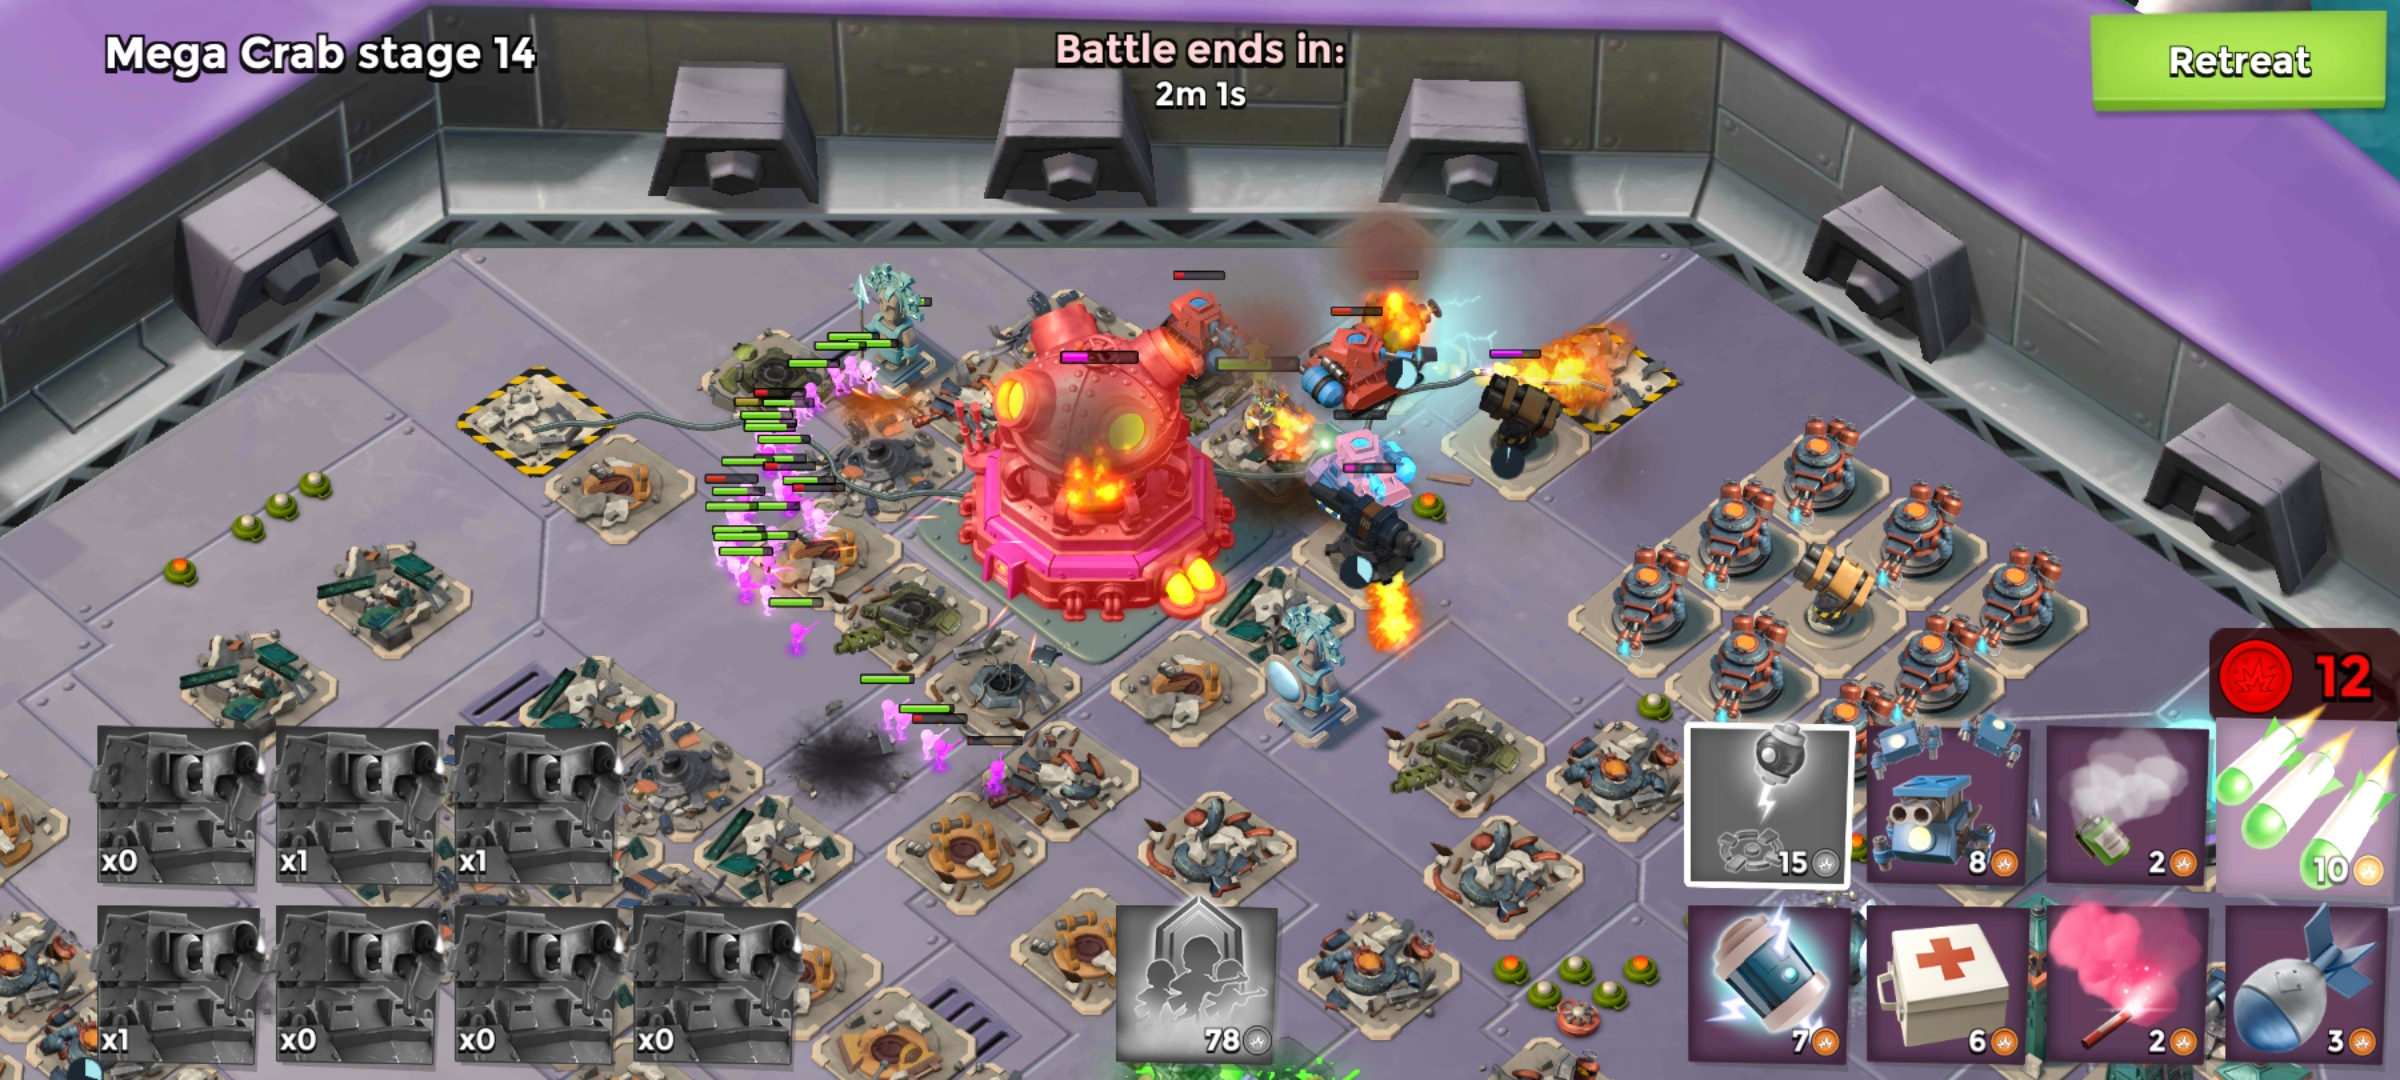 Mega Crab stage 14
Battle ends in:
2m 1s
Retreat
12
x0
x1
x1
15
8
2
10
x1
x0
x0
x0
78
7
6
2
3